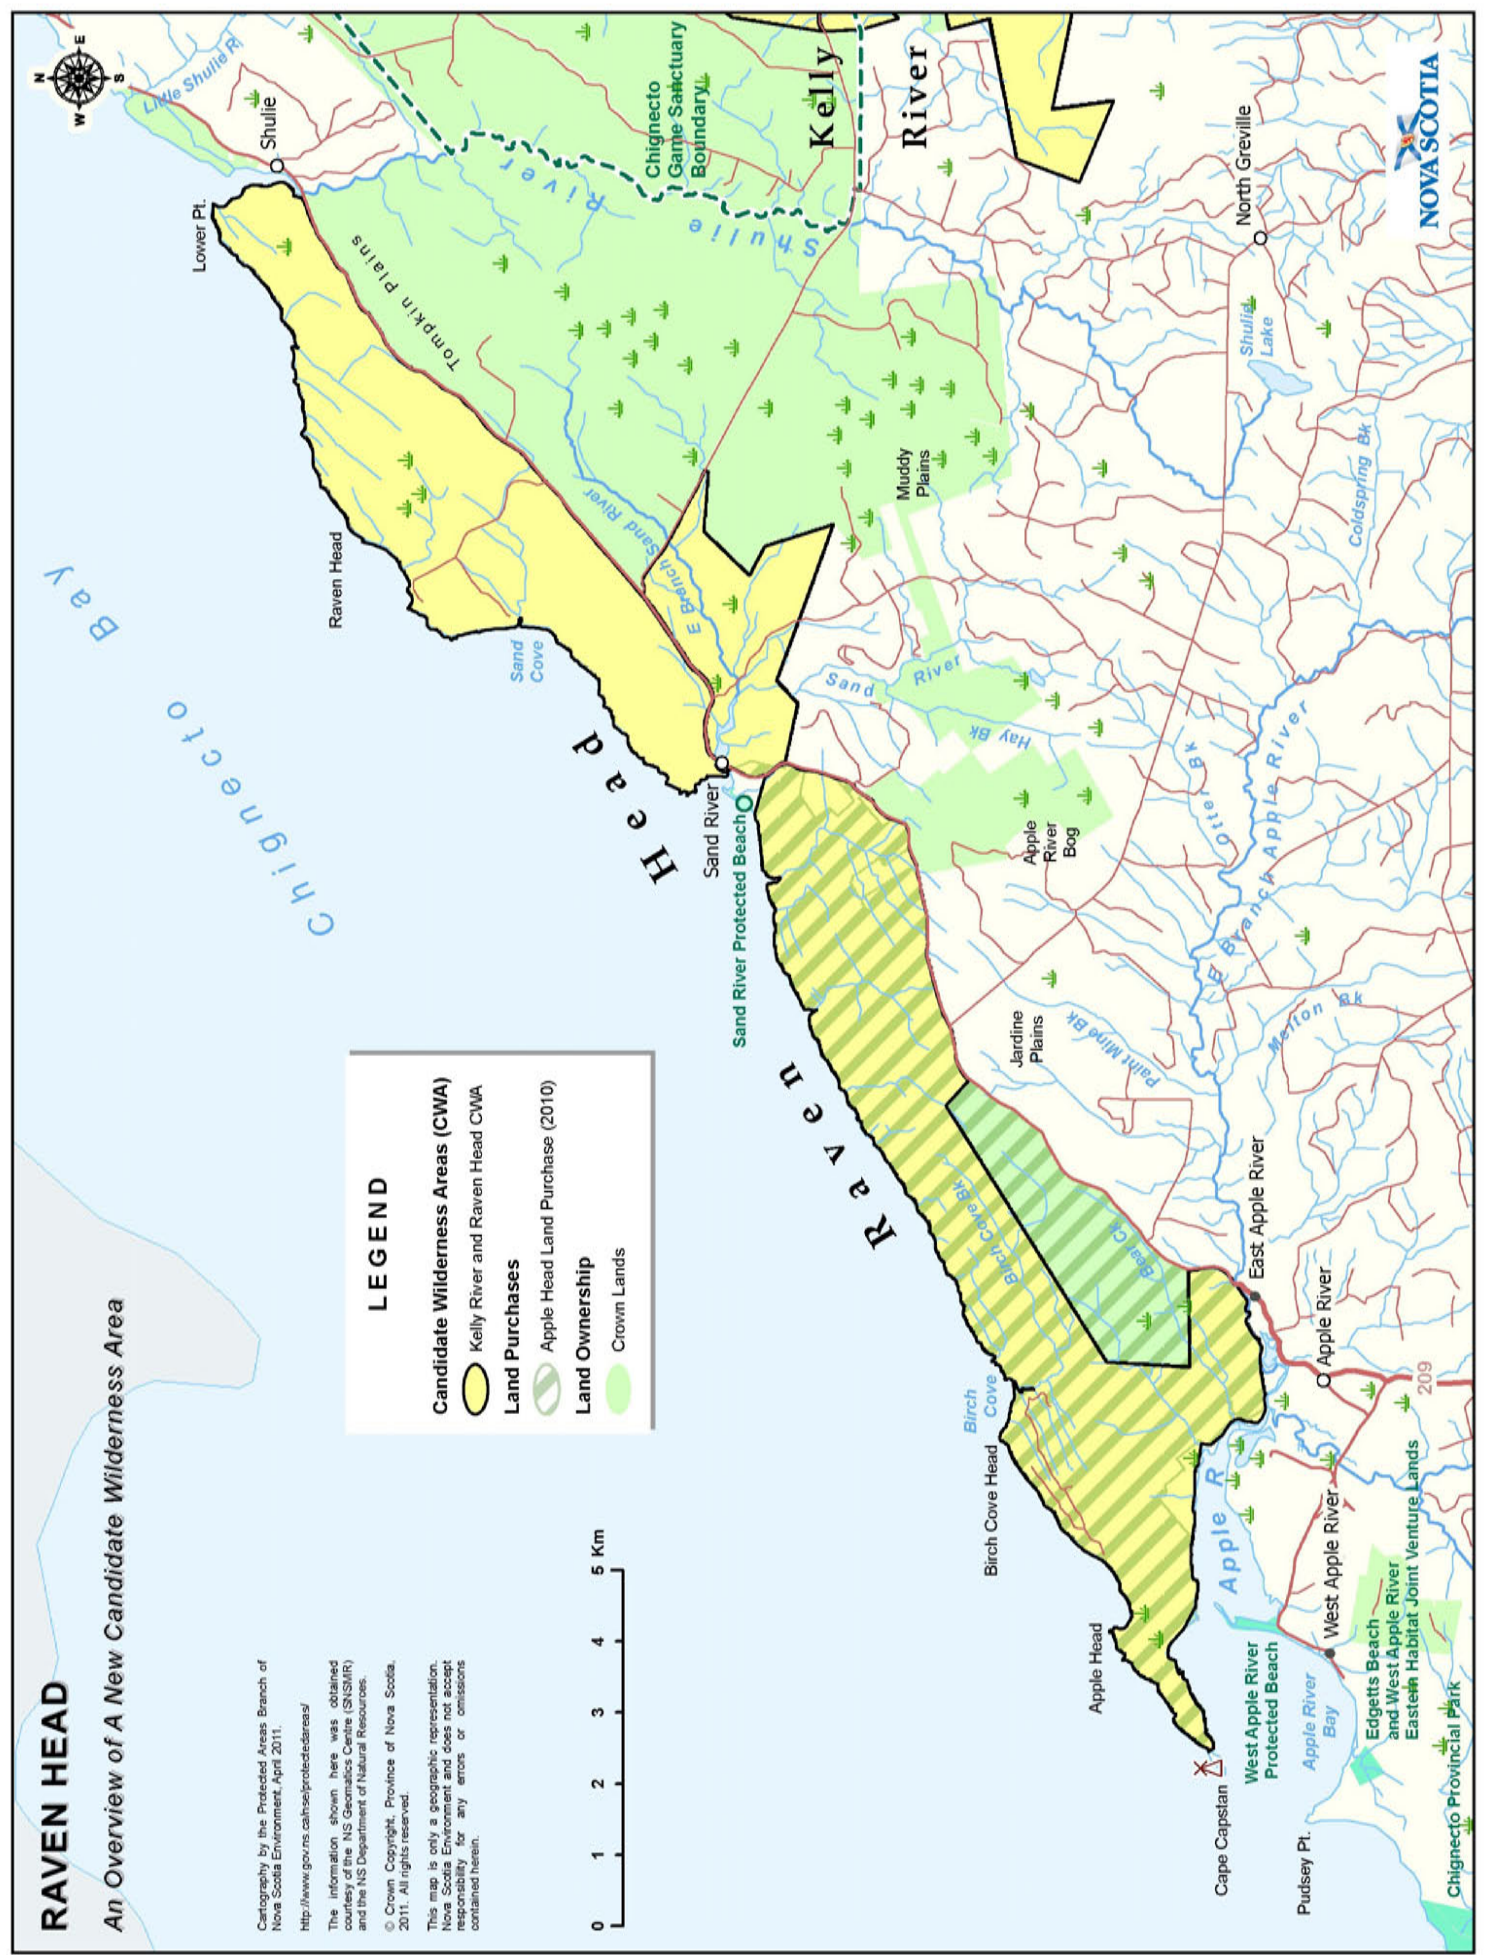 RAVEN HEAD
An Overview of A New Candidate Wilderness Area
Cartography by the Protected Areas Branch of
Nova Scotia Environment, April 2011.
http://www.gov.ns.ca/nse/protectedareas/
The information shown here was obtained
courtesy of the NS Geomatics Centre (SNSMR)
and the NS Department of Natural Resources.
© Crown Copyright, Province of Nova Scotia,
2011. All rights reserved.
This map is only a geographic representation.
Nova Scotia Environment and does not accept
responsibility for any errors or omissions
contained herein.
0 1 2 3 4 5 Km
LEGEND
Candidate Wilderness Areas (CWA)
Kelly River and Raven Head CWA
Land Purchases
Apple Head Land Purchase (2010)
Land Ownership
Crown Lands
N
E
S
W
Chignecto Bay
Little Shulie R
Shulie
Lower Pt.
Tompkin Plains
Shulie River
Chignecto
Game Sanctuary
Boundary
Kelly
River
Raven Head
Sand
Cove
E Branch Sand River
Muddy
Plains
North Greville
Shulie
Lake
Coldspring Bk
Raven Head
Sand River
Sand River Protected Beach
Sand River
Hay Bk
Apple
River
Bog
Otter Bk
E Branch Apple River
Jardine
Plains
Paint Mine Bk
Melton Bk
Birch Cove Bk
Bear Ck
East Apple River
Apple River
209
Birch
Cove
Birch Cove Head
Apple Head
Apple R
Cape Capstan
West Apple River
Protected Beach
West Apple River
Apple River
Bay
Pudsey Pt.
Edgetts Beach
and West Apple River
Eastern Habitat Joint Venture Lands
Chignecto Provincial Park
NOVA SCOTIA